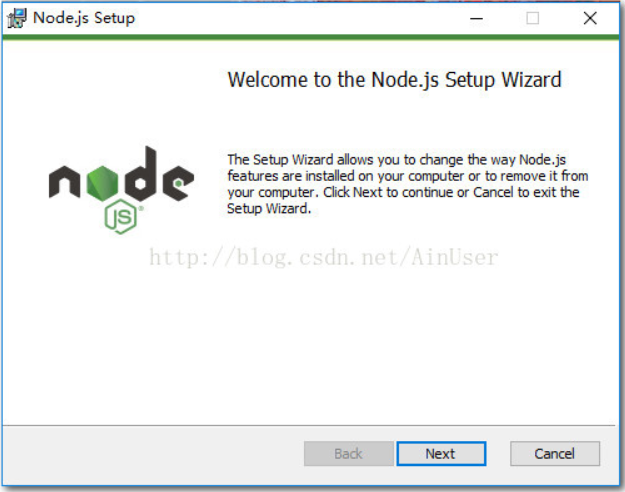 Node.js Setup
Welcome to the Node.js Setup Wizard
The Setup Wizard allows you to change the way Node.js
features are installed on your computer or to remove it from
your computer. Click Next to continue or Cancel to exit the
Setup Wizard.
node
JS
http://blog.csdn.net/AinUser
Back Next Cancel